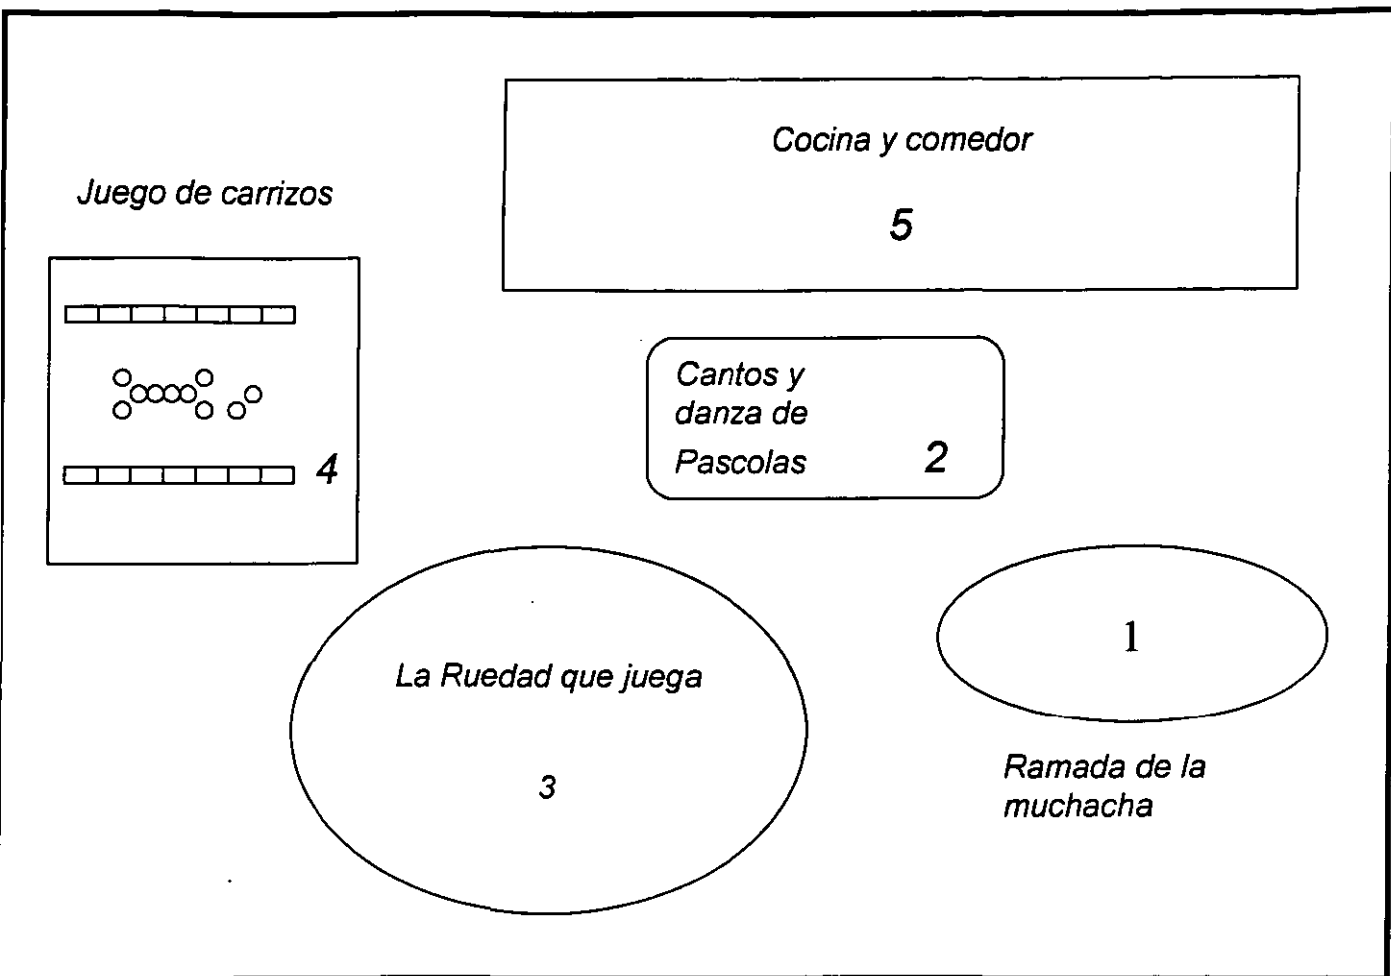 Cocina y comedor
5
Juego de carrizos
4
Cantos y
danza de
Pascolas 2
La Ruedad que juega
3
1
Ramada de la
muchacha